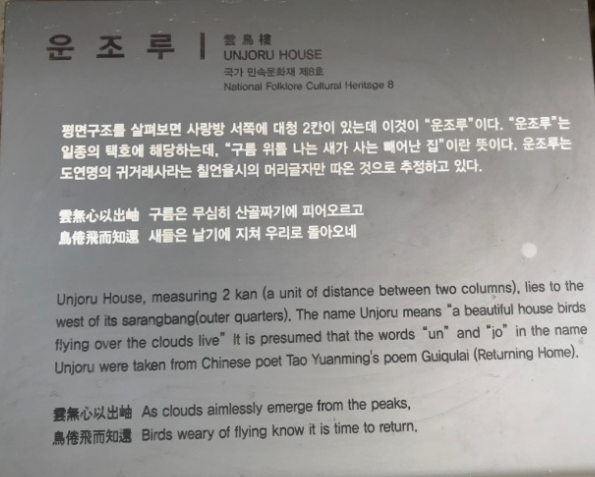 운조루 | 雲鳥樓
UNJORU HOUSE
국가 민속문화재 제8호
National Folklore Cultural Heritage 8
평면구조를 살펴보면 사랑방 서쪽에 대청 2칸이 있는데 이것이 “운조루”이다. “운조루”는
일종의 택호에 해당하는데, “구름 위를 나는 새가 사는 빼어난 집”이란 뜻이다. 운조루는
도연명의 귀거래사라는 칠언율시의 머리글자만 따온 것으로 추정하고 있다.
雲無心以出岫 구름은 무심히 산골짜기에 피어오르고
鳥倦飛而知還 새들은 날기에 지쳐 우리로 돌아오네
Unjoru House, measuring 2 kan (a unit of distance between two columns), lies to the
west of its sarangbang(outer quarters). The name Unjoru means “a beautiful house birds
flying over the clouds live” It is presumed that the words “un” and “jo” in the name
Unjoru were taken from Chinese poet Tao Yuanming's poem Guiqulai (Returning Home).
雲無心以出岫 As clouds aimlessly emerge from the peaks,
鳥倦飛而知還 Birds weary of flying know it is time to return.